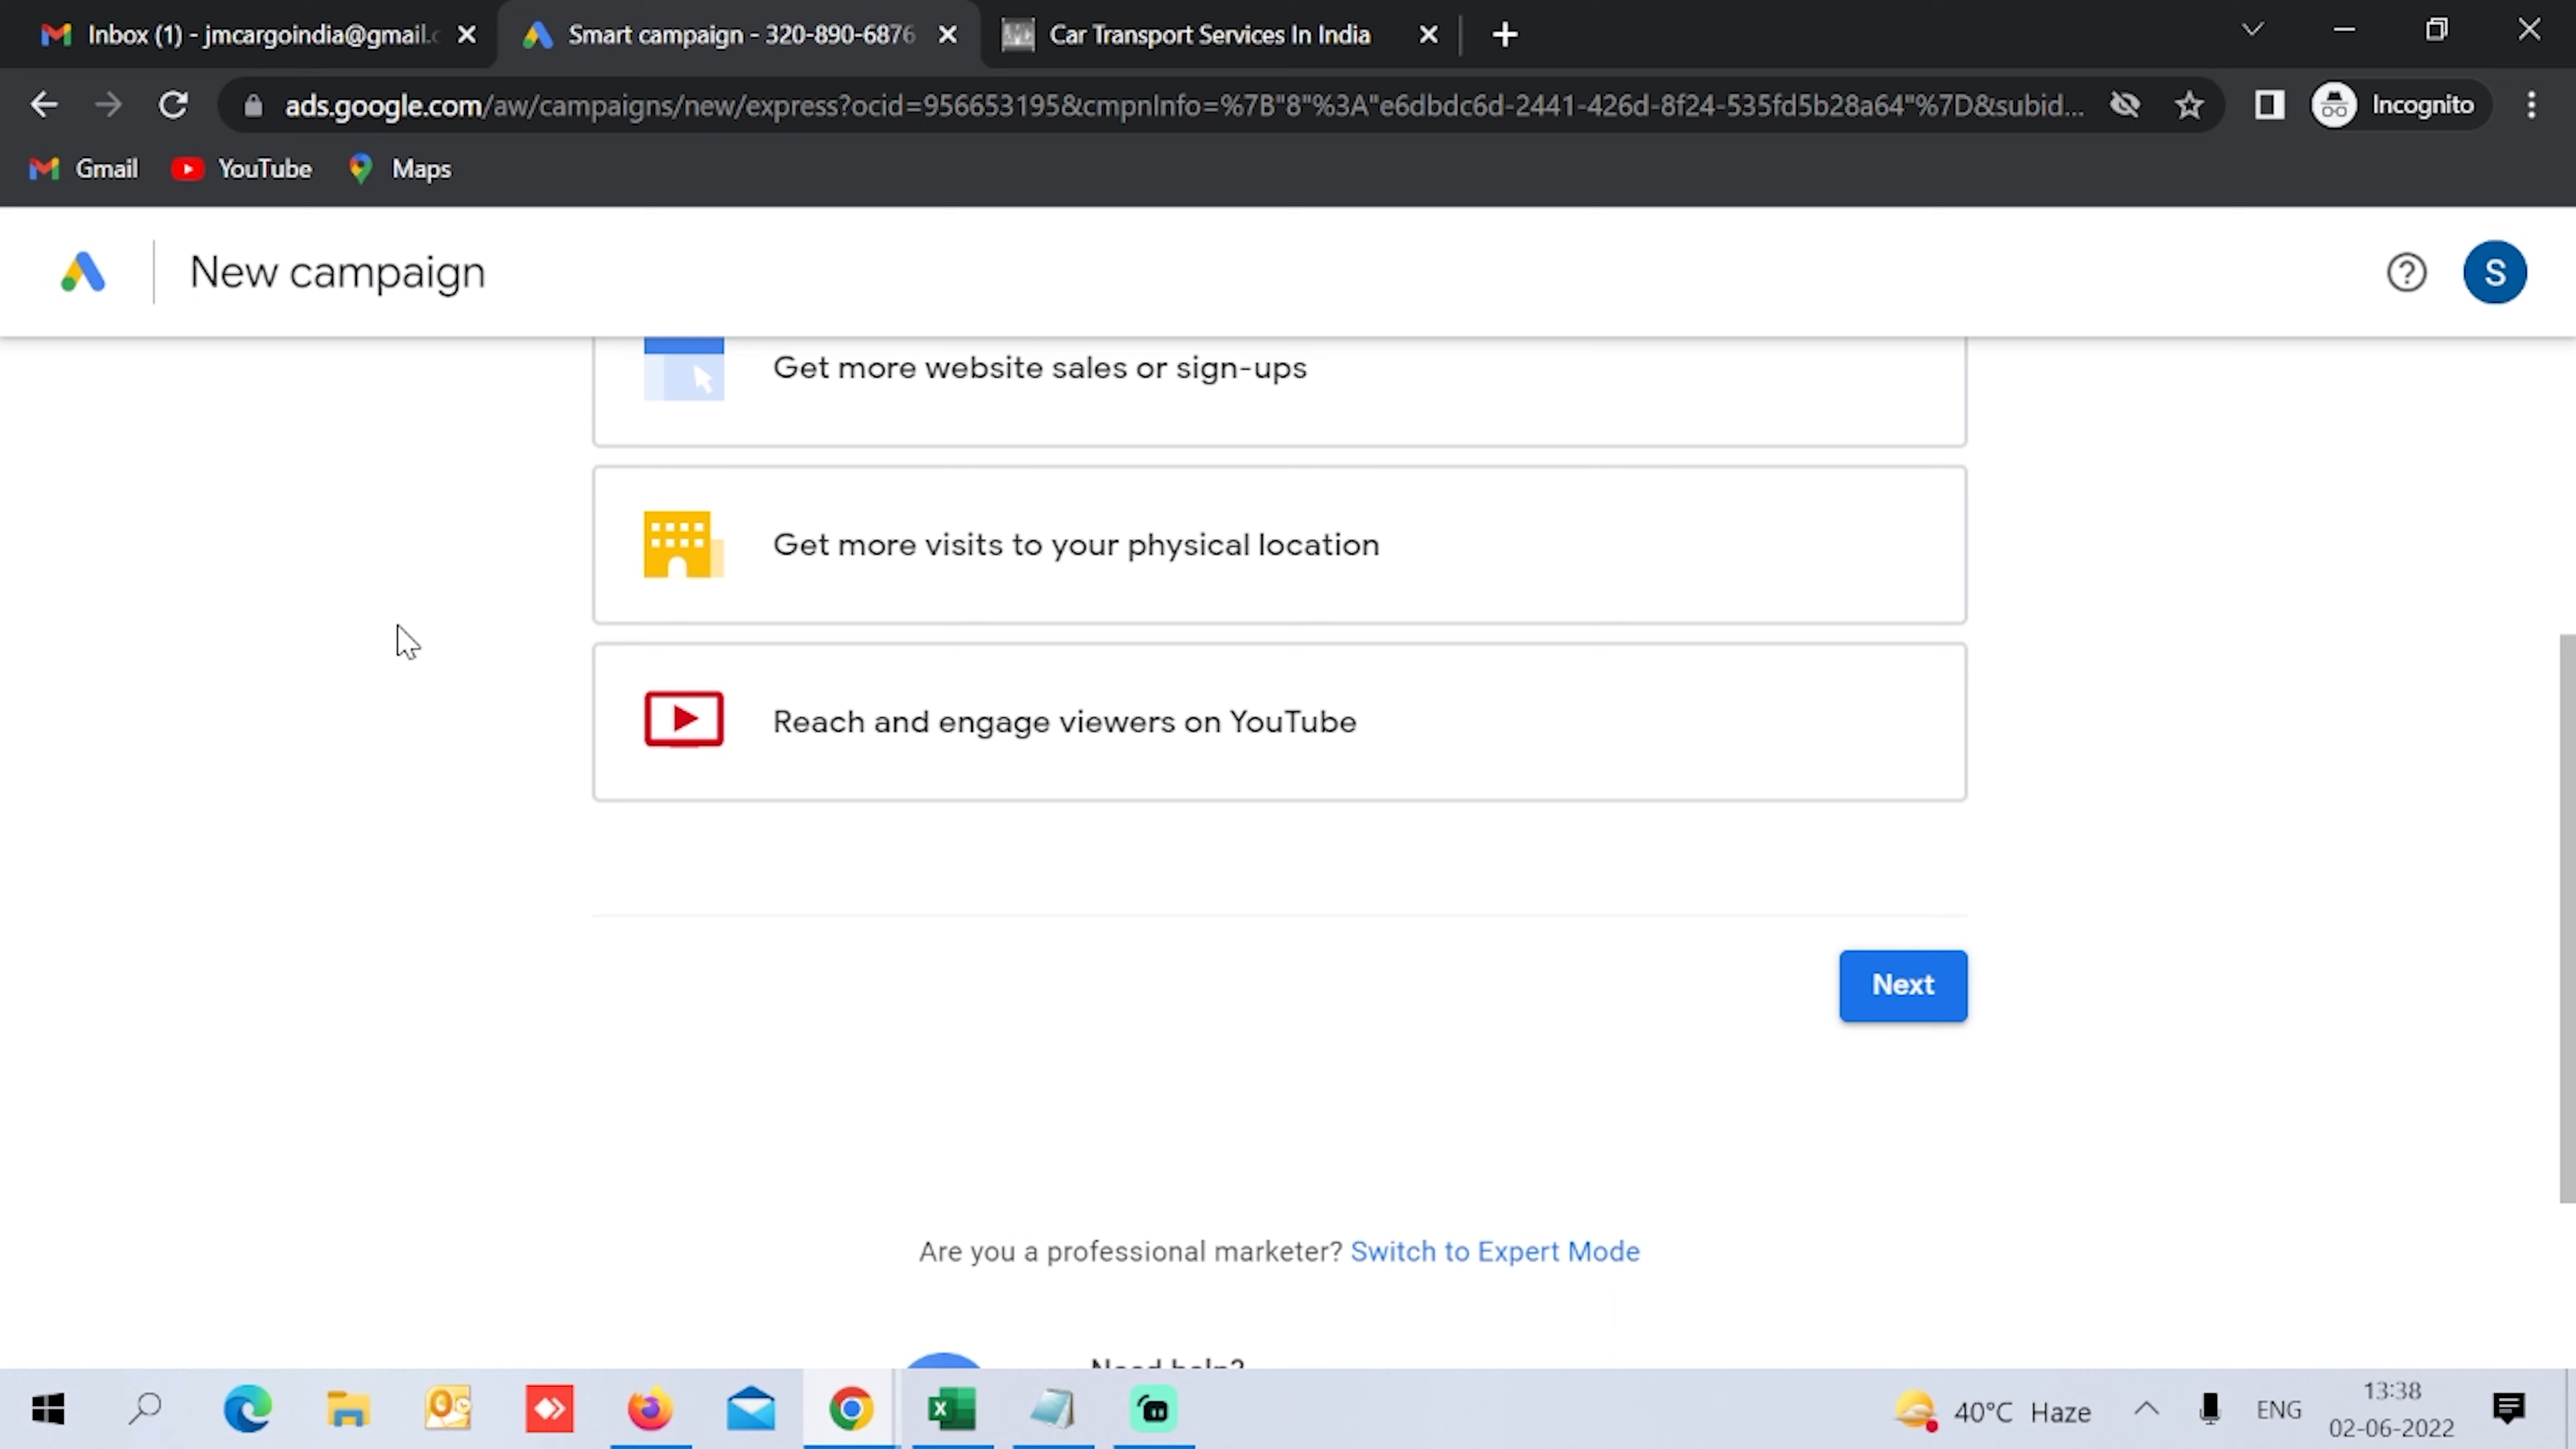 Inbox (1) - jmcargoindia@gmail.c
Smart campaign - 320-890-6876
Car Transport Services In India
ads.google.com/aw/campaigns/new/express?ocid=956653195&cmpnInfo=%7B"8"%3A"e6dbdc6d-2441-426d-8f24-535fd5b28a64"%7D&subid...
Incognito
Gmail
YouTube
Maps
New campaign
S
Get more website sales or sign-ups
Get more visits to your physical location
Reach and engage viewers on YouTube
Next
Are you a professional marketer? Switch to Expert Mode
Need help?
40°C Haze
ENG
13:38
02-06-2022